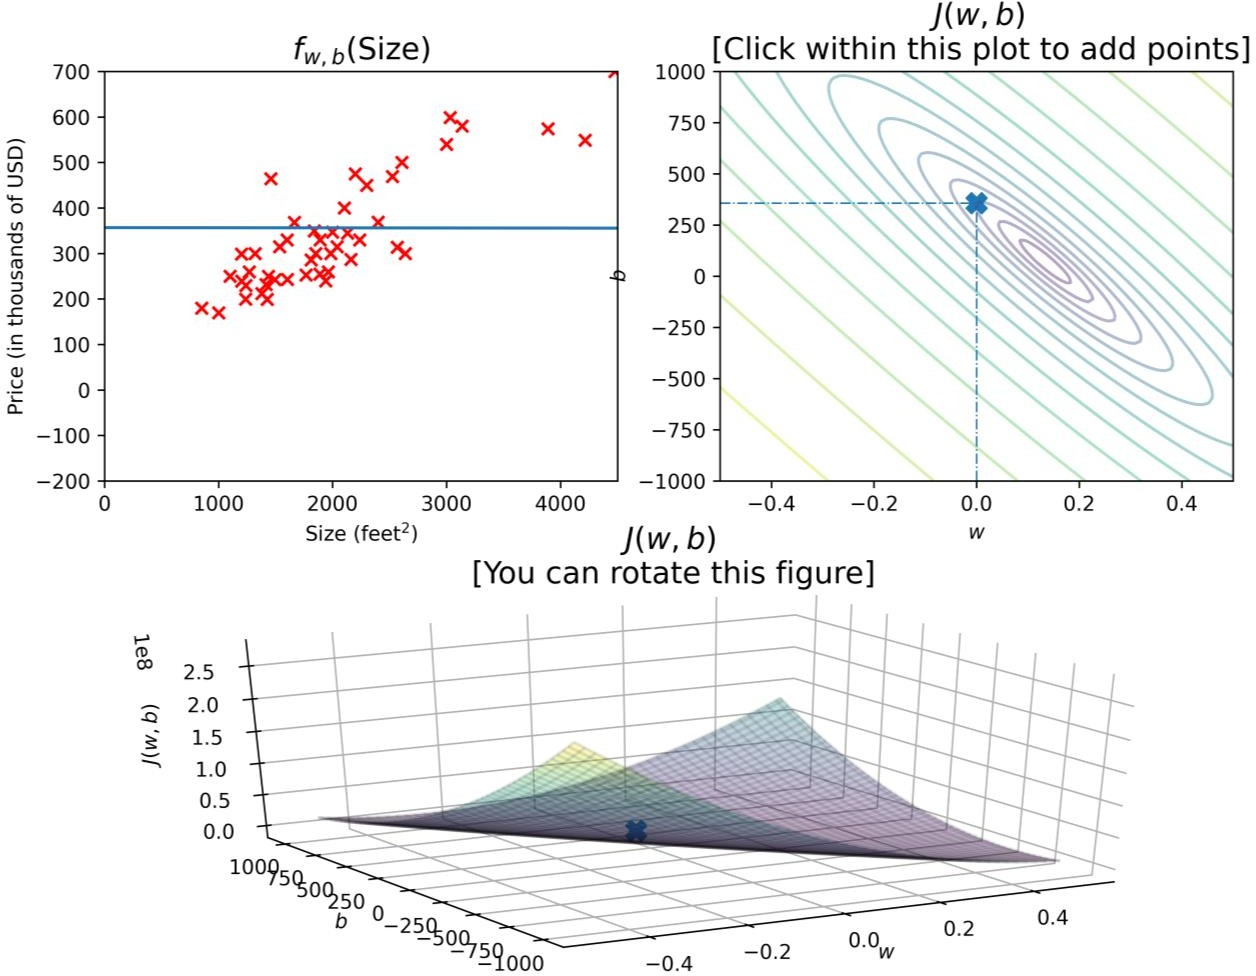 f_{w, b}(Size)
700
600
500
400
300
200
100
0
−100
−200
Price (in thousands of USD)
0 1000 2000 3000 4000
Size (feet²)
J(w, b)
[Click within this plot to add points]
1000
750
500
250
0
−250
−500
−750
−1000
b
−0.4 −0.2 0.0 0.2 0.4
w
J(w, b)
[You can rotate this figure]
1e8
2.5
2.0
1.5
1.0
0.5
0.0
J(w, b)
1000
750
500
250
0
−250
−500
−750
−1000
b
−0.4
−0.2
0.0
0.2
0.4
w